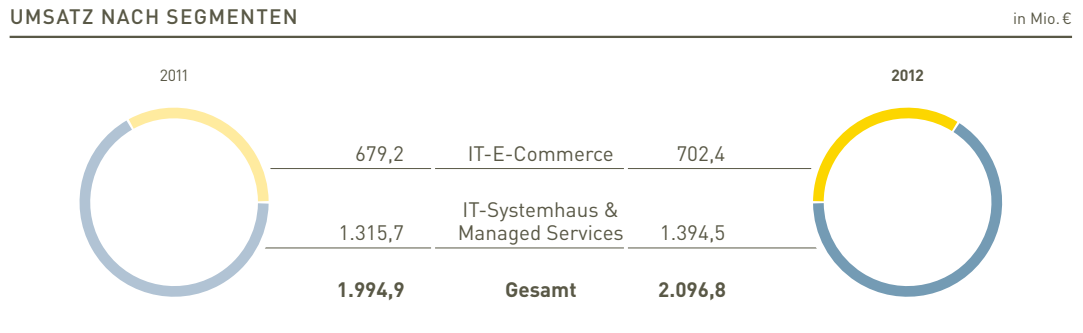 UMSATZ NACH SEGMENTEN in Mio. €
2011 2012
679,2 IT-E-Commerce 702,4
IT-Systemhaus &
1.315,7 Managed Services 1.394,5
1.994,9 Gesamt 2.096,8